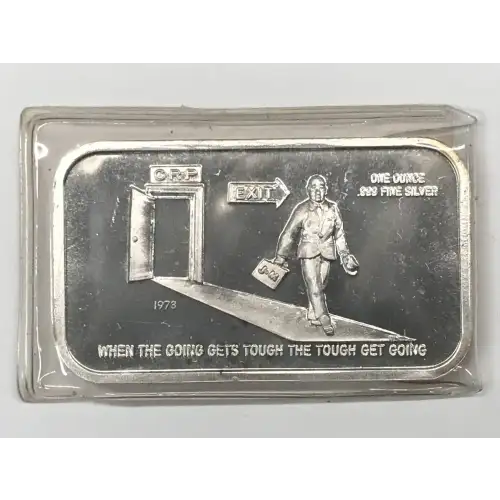 C.R.P.
EXIT
ONE OUNCE
.999 FINE SILVER
1973
WHEN THE GOING GETS TOUGH THE TOUGH GET GOING